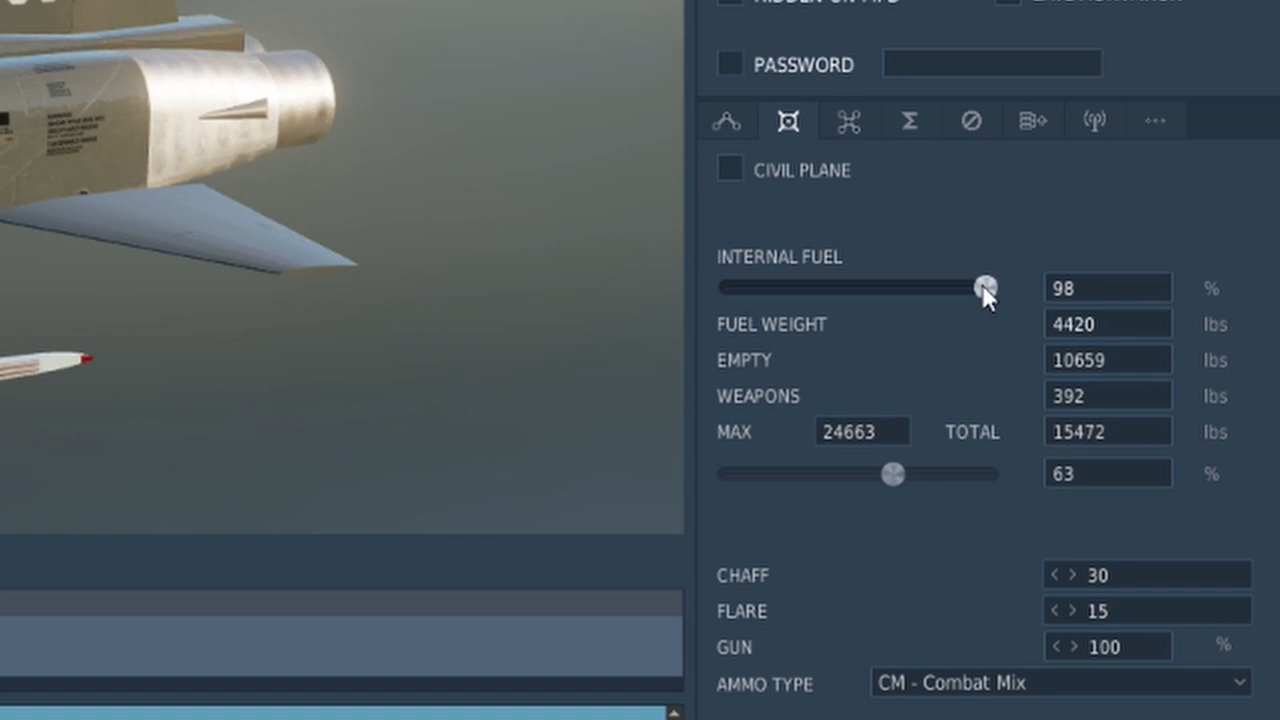 PASSWORD
CIVIL PLANE
INTERNAL FUEL
98 %
FUEL WEIGHT 4420 lbs
EMPTY 10659 lbs
WEAPONS 392 lbs
MAX 24663 TOTAL 15472 lbs
63 %
CHAFF < > 30
FLARE < > 15
GUN < > 100 %
AMMO TYPE CM - Combat Mix